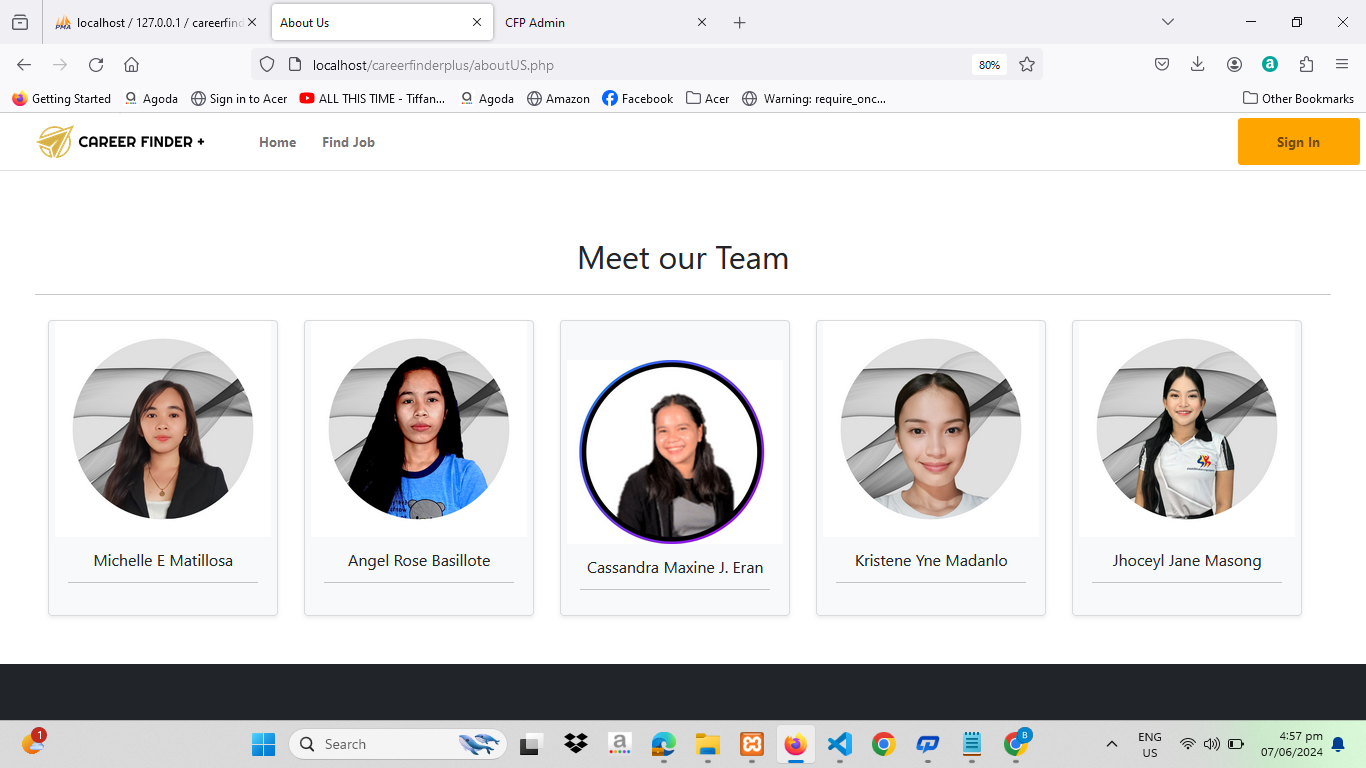 localhost / 127.0.0.1 / careerfind
About Us
CFP Admin
localhost/careerfinderplus/aboutUS.php
80%
Getting Started
Agoda
Sign in to Acer
ALL THIS TIME - Tiffan...
Agoda
Amazon
Facebook
Acer
Warning: require_onc...
Other Bookmarks
CAREER FINDER +
Home
Find Job
Sign In
Meet our Team
Michelle E Matillosa
Angel Rose Basillote
Cassandra Maxine J. Eran
Kristene Yne Madanlo
Jhoceyl Jane Masong
1
Search
B
ENG
US
4:57 pm
07/06/2024